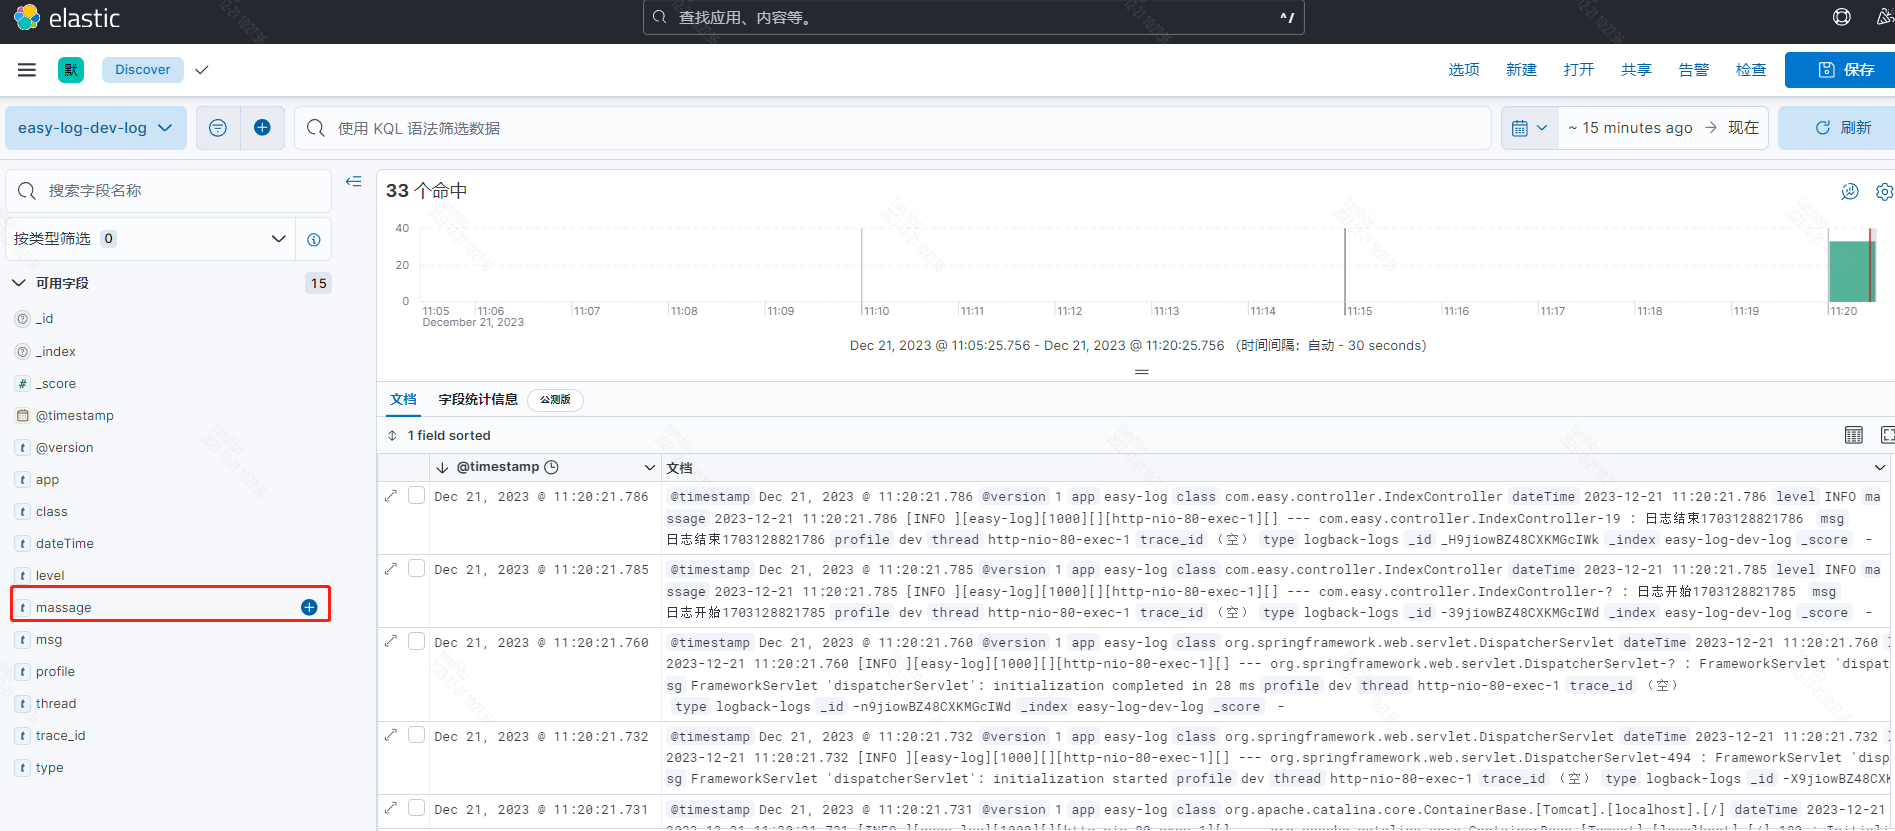 elastic
查找应用、内容等。
^/
默
Discover
选项
新建
打开
共享
告警
检查
保存
easy-log-dev-log
使用 KQL 语法筛选数据
~ 15 minutes ago → 现在
刷新
搜索字段名称
按类型筛选 0
可用字段 15
_id
_index
_score
@timestamp
@version
app
class
dateTime
level
massage
msg
profile
thread
trace_id
type
33 个命中
40
20
0
11:05 11:06 11:07 11:08 11:09 11:10 11:11 11:12 11:13 11:14 11:15 11:16 11:17 11:18 11:19 11:20
December 21, 2023
Dec 21, 2023 @ 11:05:25.756 - Dec 21, 2023 @ 11:20:25.756 （时间间隔：自动 - 30 seconds）
文档 字段统计信息 公测版
1 field sorted
@timestamp 文档
Dec 21, 2023 @ 11:20:21.786 @timestamp Dec 21, 2023 @ 11:20:21.786 @version 1 app easy-log class com.easy.controller.IndexController dateTime 2023-12-21 11:20:21.786 level INFO ma
ssage 2023-12-21 11:20:21.786 [INFO ][easy-log][1000][][http-nio-80-exec-1][] --- com.easy.controller.IndexController-19 : 日志结束1703128821786 msg
日志结束1703128821786 profile dev thread http-nio-80-exec-1 trace_id （空） type logback-logs _id _H9jiowBZ48CXKMGcIWk _index easy-log-dev-log _score -
Dec 21, 2023 @ 11:20:21.785 @timestamp Dec 21, 2023 @ 11:20:21.785 @version 1 app easy-log class com.easy.controller.IndexController dateTime 2023-12-21 11:20:21.785 level INFO ma
ssage 2023-12-21 11:20:21.785 [INFO ][easy-log][1000][][http-nio-80-exec-1][] --- com.easy.controller.IndexController-? : 日志开始1703128821785 msg
日志开始1703128821785 profile dev thread http-nio-80-exec-1 trace_id （空） type logback-logs _id -39jiowBZ48CXKMGcIWd _index easy-log-dev-log _score -
Dec 21, 2023 @ 11:20:21.760 @timestamp Dec 21, 2023 @ 11:20:21.760 @version 1 app easy-log class org.springframework.web.servlet.DispatcherServlet dateTime 2023-12-21 11:20:21.760
2023-12-21 11:20:21.760 [INFO ][easy-log][1000][][http-nio-80-exec-1][] --- org.springframework.web.servlet.DispatcherServlet-? : FrameworkServlet 'dispat
sg FrameworkServlet 'dispatcherServlet': initialization completed in 28 ms profile dev thread http-nio-80-exec-1 trace_id （空）
type logback-logs _id -n9jiowBZ48CXKMGcIWd _index easy-log-dev-log _score -
Dec 21, 2023 @ 11:20:21.732 @timestamp Dec 21, 2023 @ 11:20:21.732 @version 1 app easy-log class org.springframework.web.servlet.DispatcherServlet dateTime 2023-12-21 11:20:21.732
2023-12-21 11:20:21.732 [INFO ][easy-log][1000][][http-nio-80-exec-1][] --- org.springframework.web.servlet.DispatcherServlet-494 : FrameworkServlet 'disp
sg FrameworkServlet 'dispatcherServlet': initialization started profile dev thread http-nio-80-exec-1 trace_id （空） type logback-logs _id -X9jiowBZ48CXK
Dec 21, 2023 @ 11:20:21.731 @timestamp Dec 21, 2023 @ 11:20:21.731 @version 1 app easy-log class org.apache.catalina.core.ContainerBase.[Tomcat].[localhost].[/] dateTime 2023-12-21